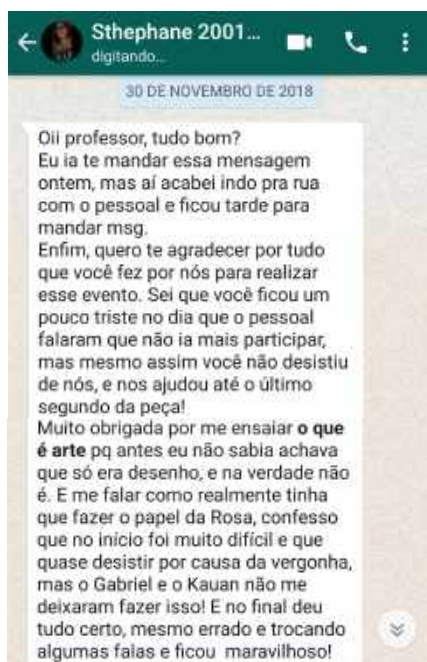 Sthephane 2001...
digitando...
30 DE NOVEMBRO DE 2018
Oii professor, tudo bom?
Eu ia te mandar essa mensagem
ontem, mas aí acabei indo pra rua
com o pessoal e ficou tarde para
mandar msg.
Enfim, quero te agradecer por tudo
que você fez por nós para realizar
esse evento. Sei que você ficou um
pouco triste no dia que o pessoal
falaram que não ia mais participar,
mas mesmo assim você não desistiu
de nós, e nos ajudou até o último
segundo da peça!
Muito obrigada por me ensaiar o que
é arte pq antes eu não sabia achava
que só era desenho, e na verdade não
é. E me falar como realmente tinha
que fazer o papel da Rosa, confesso
que no início foi muito difícil e que
quase desistir por causa da vergonha,
mas o Gabriel e o Kauan não me
deixaram fazer isso! E no final deu
tudo certo, mesmo errado e trocando
algumas falas e ficou maravilhoso!